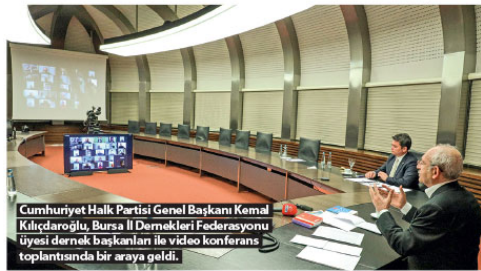 Cumhuriyet Halk Partisi Genel Başkanı Kemal
Kılıçdaroğlu, Bursa İl Dernekleri Federasyonu
üyesi dernek başkanları ile video konferans
toplantısında bir araya geldi.